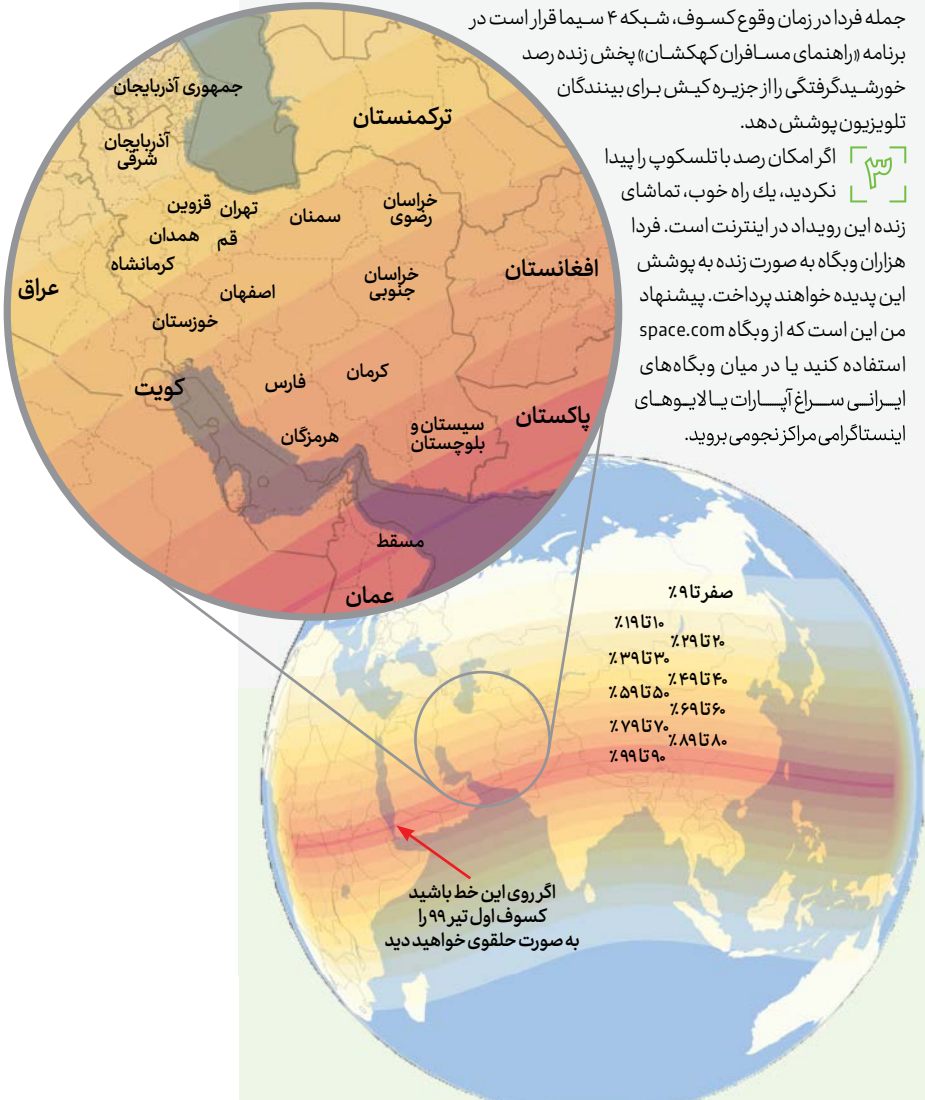 جمله فردا در زمان وقوع کسوف، شبکه ۴ سیما قرار است در
برنامه «راهنمای مسافران کهکشان» پخش زنده رصد
خورشیدگرفتگی را از جزیره کیش برای بینندگان
تلویزیون پوشش دهد.
۳
اگر امکان رصد با تلسکوپ را پیدا
نکردید، یك راه خوب، تماشای
زنده این رویداد در اینترنت است. فردا
هزاران وبگاه به صورت زنده به پوشش
این پدیده خواهند پرداخت. پیشنهاد
من این است که از وبگاه space.com
استفاده کنید یا در میان وبگاه‌های
ایرانی سراغ آپارات یا لایوهای
اینستاگرامی مراکز نجومی بروید.
جمهوری آذربایجان
ترکمنستان
آذربایجان
شرقی
خراسان
رضوی
سمنان
تهران
قزوین
قم
همدان
کرمانشاه
افغانستان
خراسان
جنوبی
اصفهان
عراق
خوزستان
کرمان
فارس
کویت
پاکستان
سیستان و
بلوچستان
هرمزگان
مسقط
عمان
صفر تا ۹٪
۱۰ تا ۱۹٪
۲۰ تا ۲۹٪
۳۰ تا ۳۹٪
۴۰ تا ۴۹٪
۵۰ تا ۵۹٪
۶۰ تا ۶۹٪
۷۰ تا ۷۹٪
۸۰ تا ۸۹٪
۹۰ تا ۹۹٪
اگر روی این خط باشید
کسوف اول تیر ۹۹ را
به صورت حلقوی خواهید دید